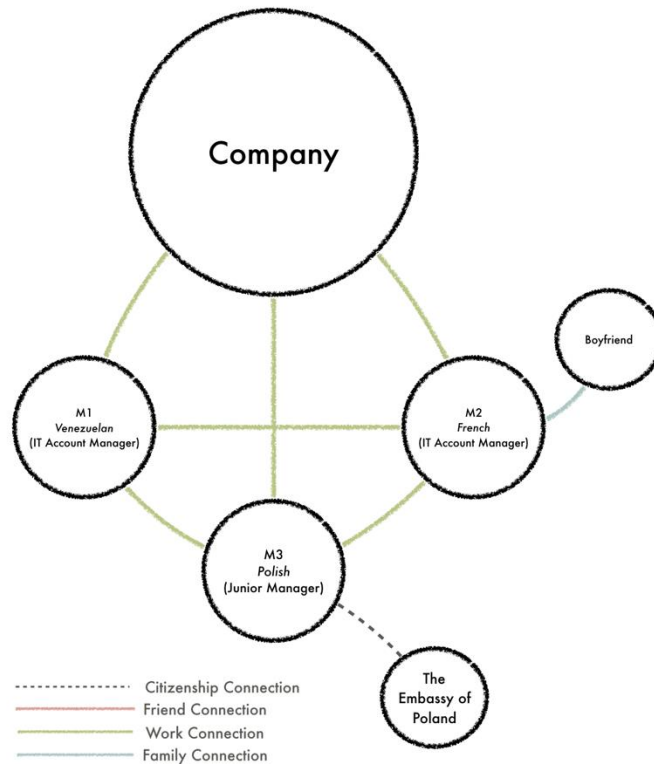 Company
Boyfriend
M1
Venezuelan
(IT Account Manager)
M2
French
(IT Account Manager)
M3
Polish
(Junior Manager)
The
Embassy of
Poland
Citizenship Connection
Friend Connection
Work Connection
Family Connection